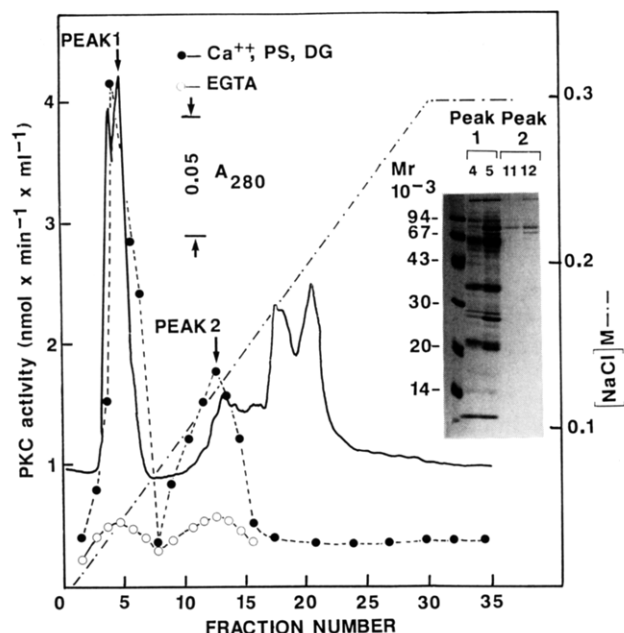 PEAK1
Ca++, PS, DG
EGTA
0.05 A280
PEAK 2
PKC activity (nmol x min-1 x ml-1)
4
3
2
1
0 5 10 15 20 25 30 35
FRACTION NUMBER
0.3
0.2
0.1
[NaCl] M
Peak Peak
1 2
4 5 11 12
Mr
10-3
94-
67-
43-
30-
20-
14-